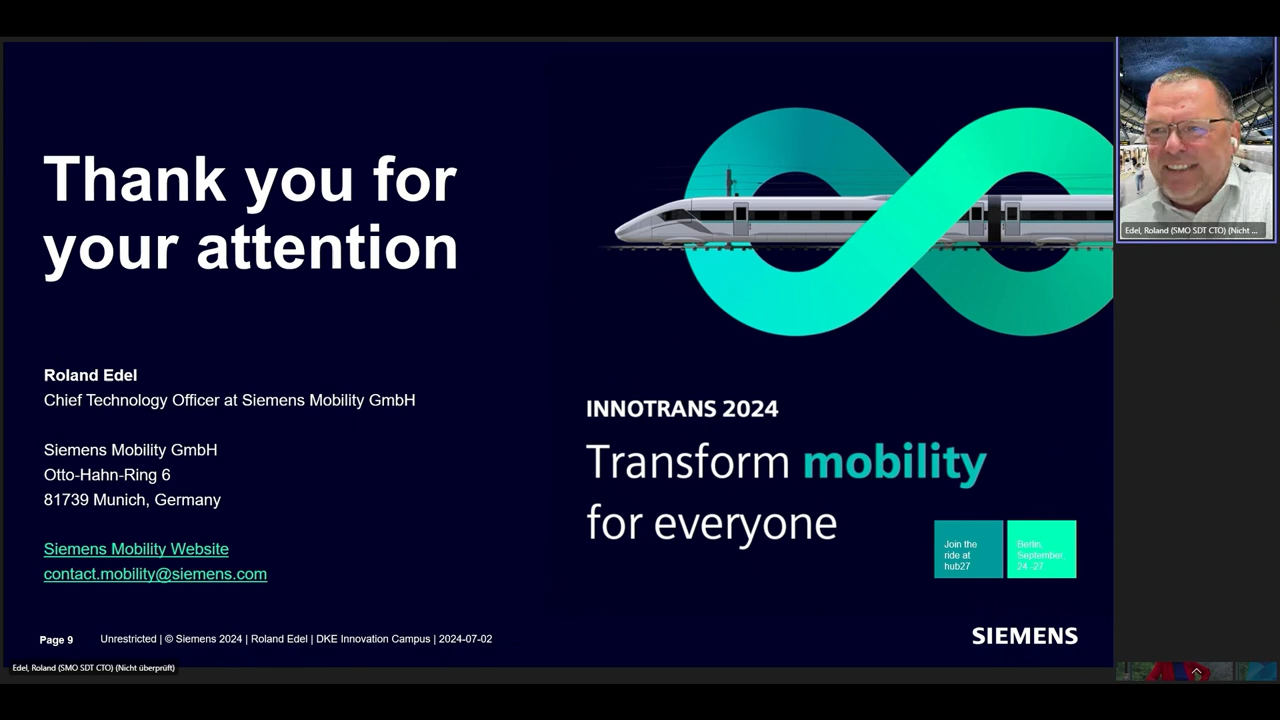 Thank you for
your attention
Roland Edel
Chief Technology Officer at Siemens Mobility GmbH
Siemens Mobility GmbH
Otto-Hahn-Ring 6
81739 Munich, Germany
Siemens Mobility Website
contact.mobility@siemens.com
INNOTRANS 2024
Transform mobility
for everyone
Join the
ride at
hub27
Berlin,
September,
24 -27
Page 9
Unrestricted | © Siemens 2024 | Roland Edel | DKE Innovation Campus | 2024-07-02
SIEMENS
Edel, Roland (SMO SDT CTO) (Nicht überprüft)
Edel, Roland (SMO SDT CTO) (Nicht ...